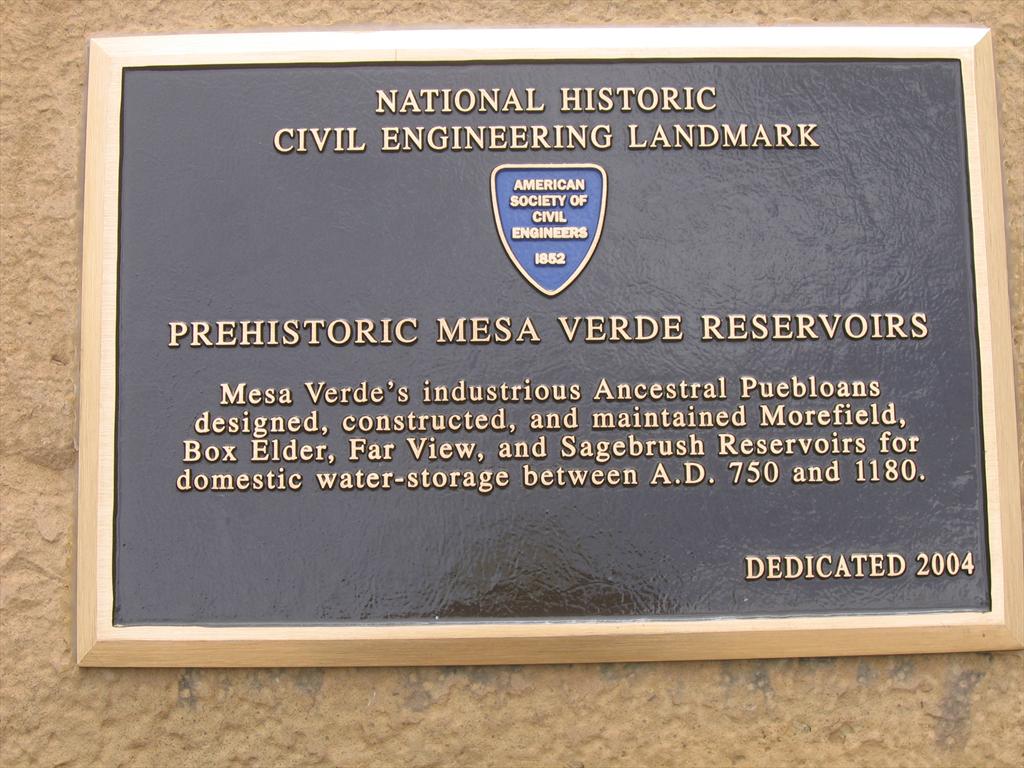 NATIONAL HISTORIC
CIVIL ENGINEERING LANDMARK
AMERICAN
SOCIETY OF
CIVIL
ENGINEERS
1852
PREHISTORIC MESA VERDE RESERVOIRS
Mesa Verde's industrious Ancestral Puebloans
designed, constructed, and maintained Morefield,
Box Elder, Far View, and Sagebrush Reservoirs for
domestic water-storage between A.D. 750 and 1180.
DEDICATED 2004